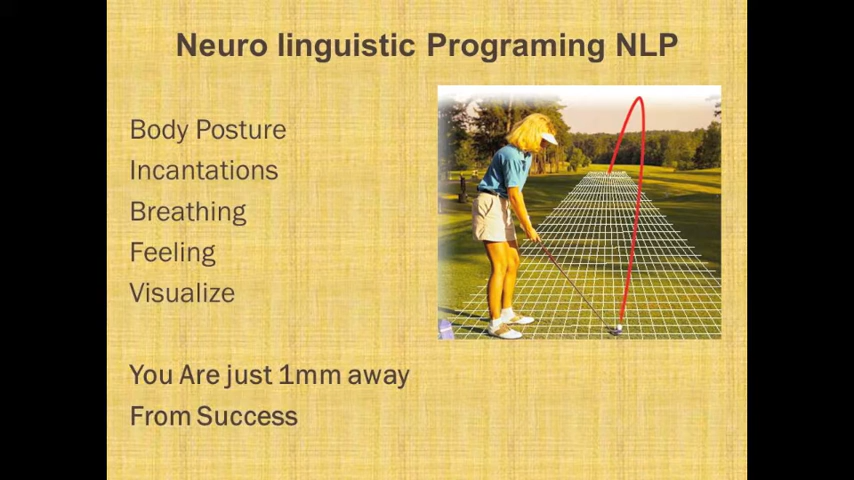 Neuro linguistic Programing NLP
Body Posture
Incantations
Breathing
Feeling
Visualize
You Are just 1mm away
From Success